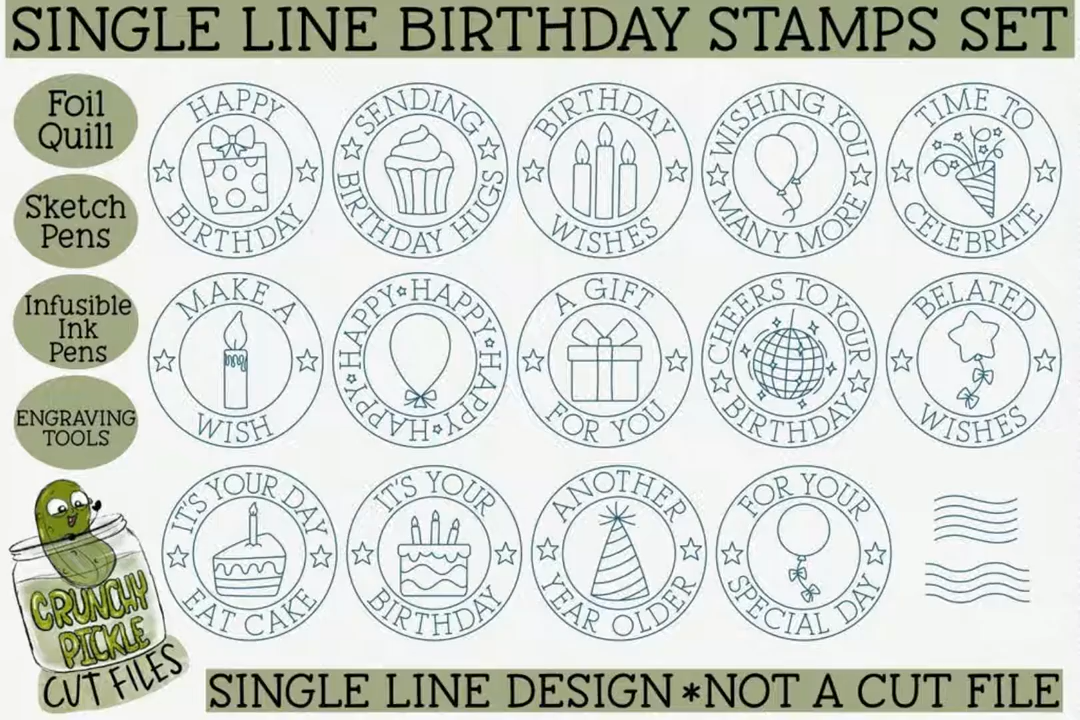 SINGLE LINE BIRTHDAY STAMPS SET
Foil
Quill
Sketch
Pens
Infusible
Ink
Pens
ENGRAVING
TOOLS
HAPPY
BIRTHDAY
SENDING
BIRTHDAY HUGS
BIRTHDAY
WISHES
WISHING YOU
MANY MORE
TIME TO
CELEBRATE
MAKE A
WISH
HAPPY HAPPY HAPPY HAPPY HAPPY
A GIFT
FOR YOU
CHEERS TO YOUR
BIRTHDAY
BELATED
WISHES
IT'S YOUR DAY
EAT CAKE
IT'S YOUR
BIRTHDAY
ANOTHER
YEAR OLDER
FOR YOUR
SPECIAL DAY
CRUNCHY
PICKLE
CUT FILES
SINGLE LINE DESIGN*NOT A CUT FILE